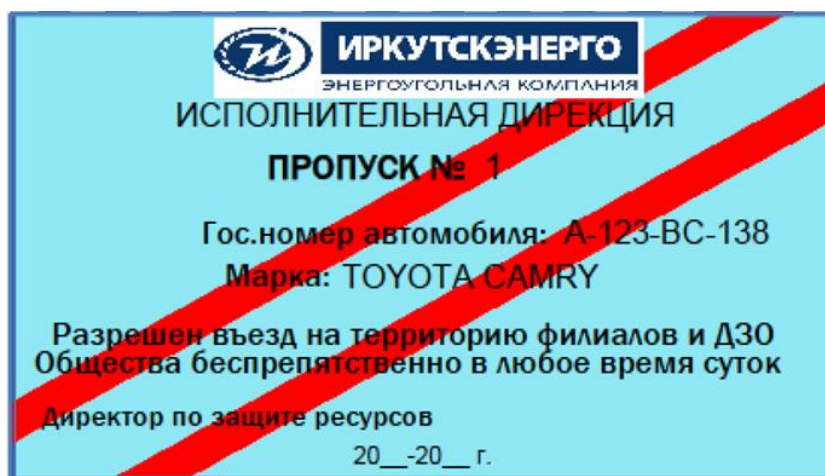 ИРКУТСКЭНЕРГО
ЭНЕРГОУГОЛЬНАЯ КОМПАНИЯ
ИСПОЛНИТЕЛЬНАЯ ДИРЕКЦИЯ
ПРОПУСК № 1
Гос.номер автомобиля: А-123-ВС-138
Марка: TOYOTA CAMRY
Разрешен въезд на территорию филиалов и ДЗО
Общества беспрепятственно в любое время суток
Директор по защите ресурсов
20__-20__ г.